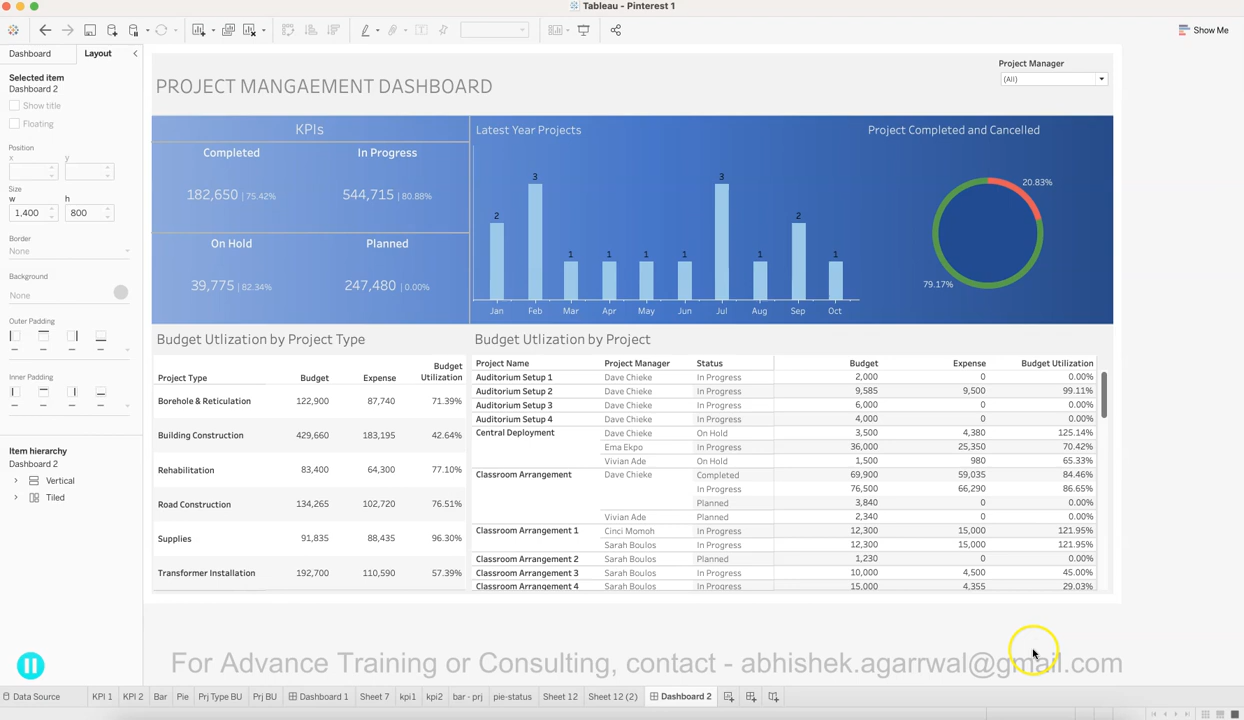 Tableau - Pinterest 1
Show Me
Dashboard Layout
Selected item
Dashboard 2
Show title
Floating
Position
x y
Size
w h
1,400 800
Border
None
Background
None
Outer Padding
Inner Padding
Item hierarchy
Dashboard 2
Vertical
Tiled
PROJECT MANGAEMENT DASHBOARD
Project Manager
(All)
KPIs
Completed In Progress
182,650 | 75.42% 544,715 | 80.88%
On Hold Planned
39,775 | 82.34% 247,480 | 0.00%
Latest Year Projects
2 3 1 1 1 1 3 1 2 1
Jan Feb Mar Apr May Jun Jul Aug Sep Oct
Project Completed and Cancelled
20.83%
79.17%
Budget Utlization by Project Type
Project Type Budget Expense Budget Utilization
Borehole & Reticulation 122,900 87,740 71.39%
Building Construction 429,660 183,195 42.64%
Rehabilitation 83,400 64,300 77.10%
Road Construction 134,265 102,720 76.51%
Supplies 91,835 88,435 96.30%
Transformer Installation 192,700 110,590 57.39%
Budget Utlization by Project
Project Name Project Manager Status Budget Expense Budget Utilization
Auditorium Setup 1 Dave Chieke In Progress 2,000 0 0.00%
Auditorium Setup 2 Dave Chieke In Progress 9,585 9,500 99.11%
Auditorium Setup 3 Dave Chieke In Progress 6,000 0 0.00%
Auditorium Setup 4 Dave Chieke In Progress 4,000 0 0.00%
Central Deployment Dave Chieke On Hold 3,500 4,380 125.14%
Ema Ekpo In Progress 36,000 25,350 70.42%
Vivian Ade On Hold 1,500 980 65.33%
Classroom Arrangement Dave Chieke Completed 69,900 59,035 84.46%
In Progress 76,500 66,290 86.65%
Planned 3,840 0 0.00%
Vivian Ade Planned 2,340 0 0.00%
Classroom Arrangement 1 Cinci Momoh In Progress 12,300 15,000 121.95%
Sarah Boulos In Progress 12,300 15,000 121.95%
Classroom Arrangement 2 Sarah Boulos Planned 1,230 0 0.00%
Classroom Arrangement 3 Sarah Boulos In Progress 10,000 4,500 45.00%
Classroom Arrangement 4 Sarah Boulos In Progress 15,000 4,355 29.03%
For Advance Training or Consulting, contact - abhishek.agarrwal@gmail.com
Data Source KPI 1 KPI 2 Bar Pie Prj Type BU Prj BU Dashboard 1 Sheet 7 kpi1 kpi2 bar - prj pie-status Sheet 12 Sheet 12 (2) Dashboard 2